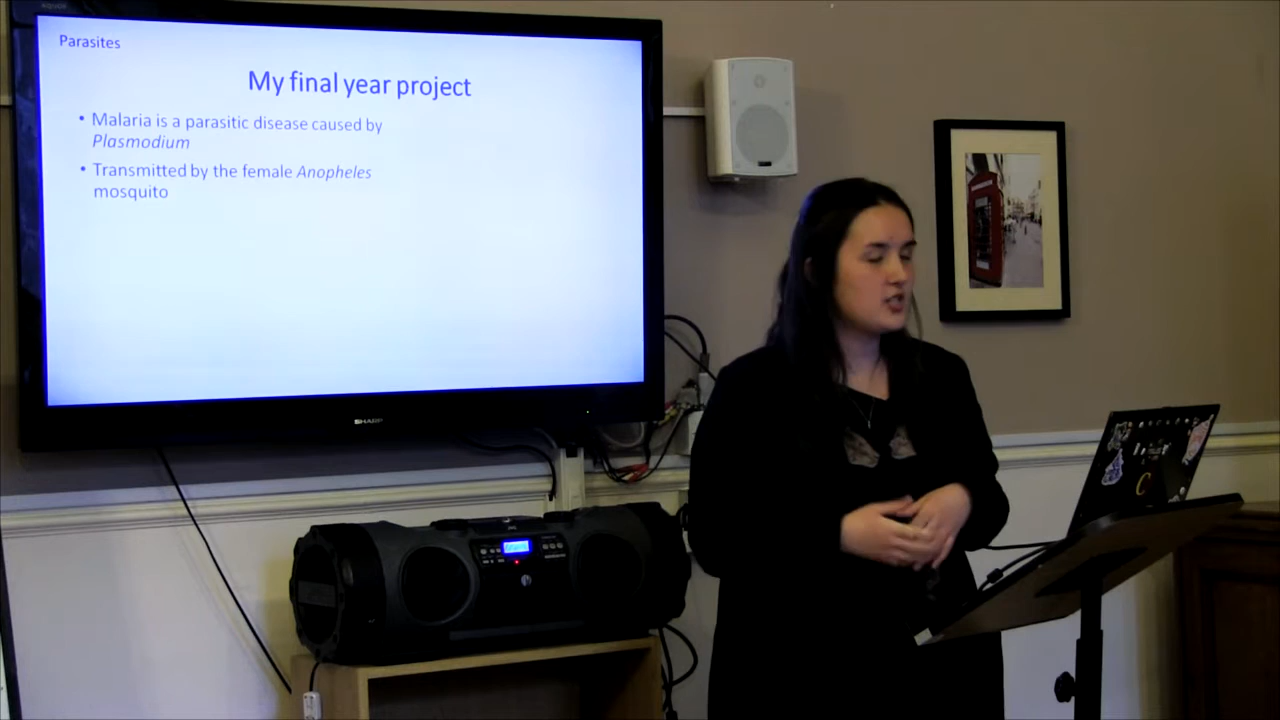 Parasites
My final year project
• Malaria is a parasitic disease caused by
Plasmodium
• Transmitted by the female Anopheles
mosquito
SHARP